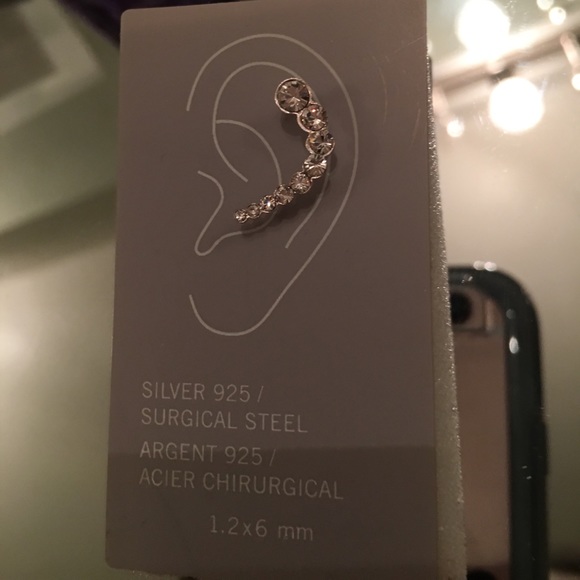 SILVER 925 /
SURGICAL STEEL
ARGENT 925 /
ACIER CHIRURGICAL
1.2x6 mm